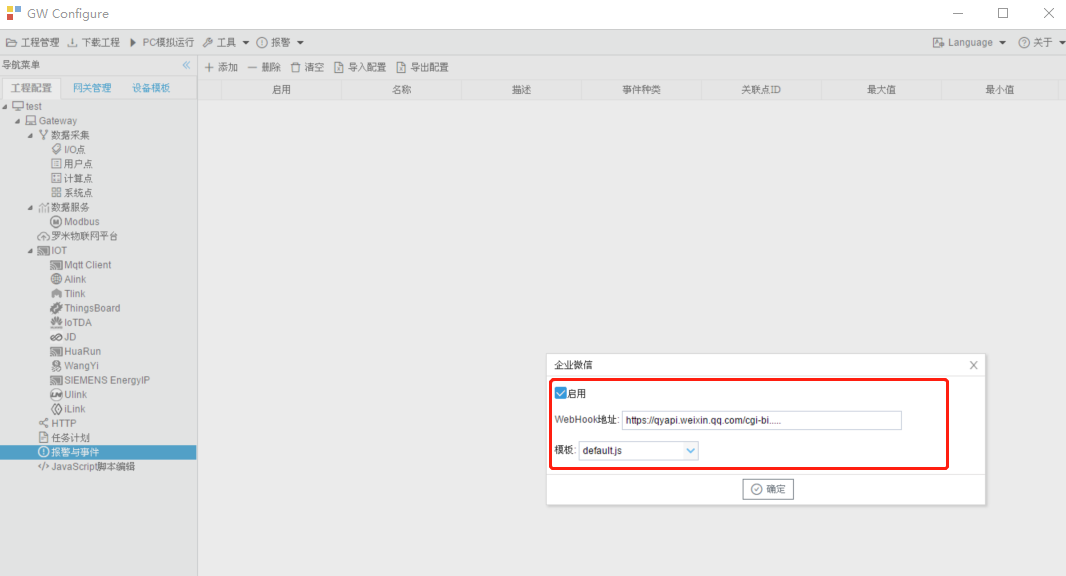 GW Configure
工程管理 下载工程 PC模拟运行 工具 报警 Language 关于
导航菜单
添加 删除 清空 导入配置 导出配置
工程配置 网关管理 设备模板
启用 名称 描述 事件种类 关联点ID 最大值 最小值
test
Gateway
数据采集
I/O点
用户点
计算点
系统点
数据服务
Modbus
罗米物联网平台
IOT
Mqtt Client
Alink
Tlink
ThingsBoard
IoTDA
JD
HuaRun
WangYi
SIEMENS EnergyIP
Ulink
iLink
HTTP
任务计划
报警与事件
</> JavaScript脚本编辑
企业微信
启用
WebHook地址: https://qyapi.weixin.qq.com/cgi-bi.....
模板: default.js
确定